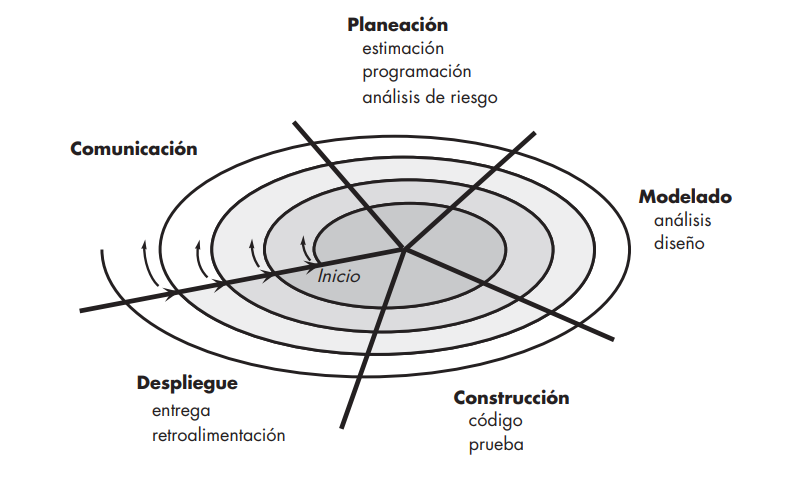 Planeación
estimación
programación
análisis de riesgo
Comunicación
Modelado
análisis
diseño
Inicio
Despliegue
entrega
retroalimentación
Construcción
código
prueba